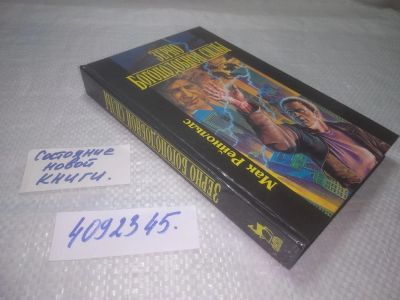 ЗЕРНО
БОГОПОДОБНОЙ СИЛЫ
Мак Рейнольдс
ЗЕРНО БОГОПОДОБНОЙ СИЛЫ
Состояние
новой
книги.
4092345.